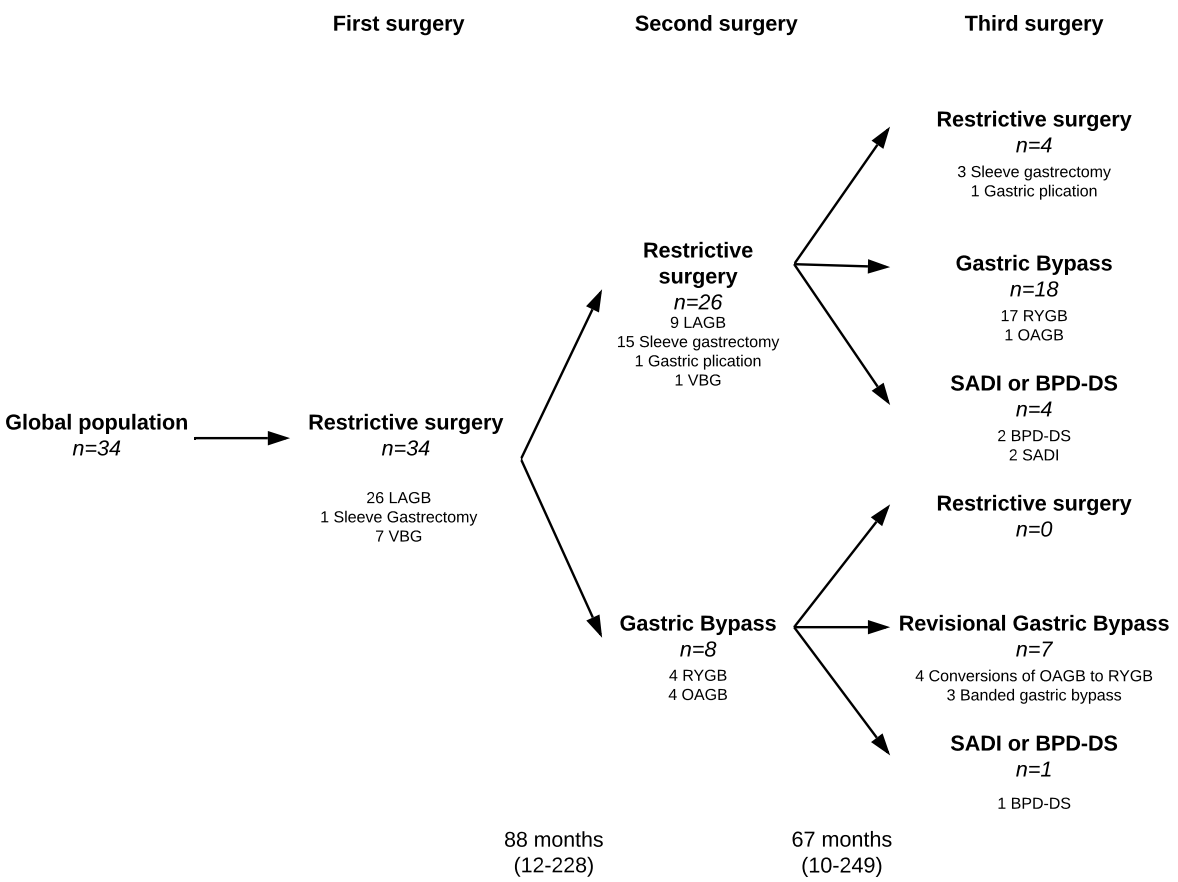 First surgery
Second surgery
Third surgery
Global population
n=34
Restrictive surgery
n=34
26 LAGB
1 Sleeve Gastrectomy
7 VBG
Restrictive
surgery
n=26
9 LAGB
15 Sleeve gastrectomy
1 Gastric plication
1 VBG
Gastric Bypass
n=8
4 RYGB
4 OAGB
Restrictive surgery
n=4
3 Sleeve gastrectomy
1 Gastric plication
Gastric Bypass
n=18
17 RYGB
1 OAGB
SADI or BPD-DS
n=4
2 BPD-DS
2 SADI
Restrictive surgery
n=0
Revisional Gastric Bypass
n=7
4 Conversions of OAGB to RYGB
3 Banded gastric bypass
SADI or BPD-DS
n=1
1 BPD-DS
88 months
(12-228)
67 months
(10-249)